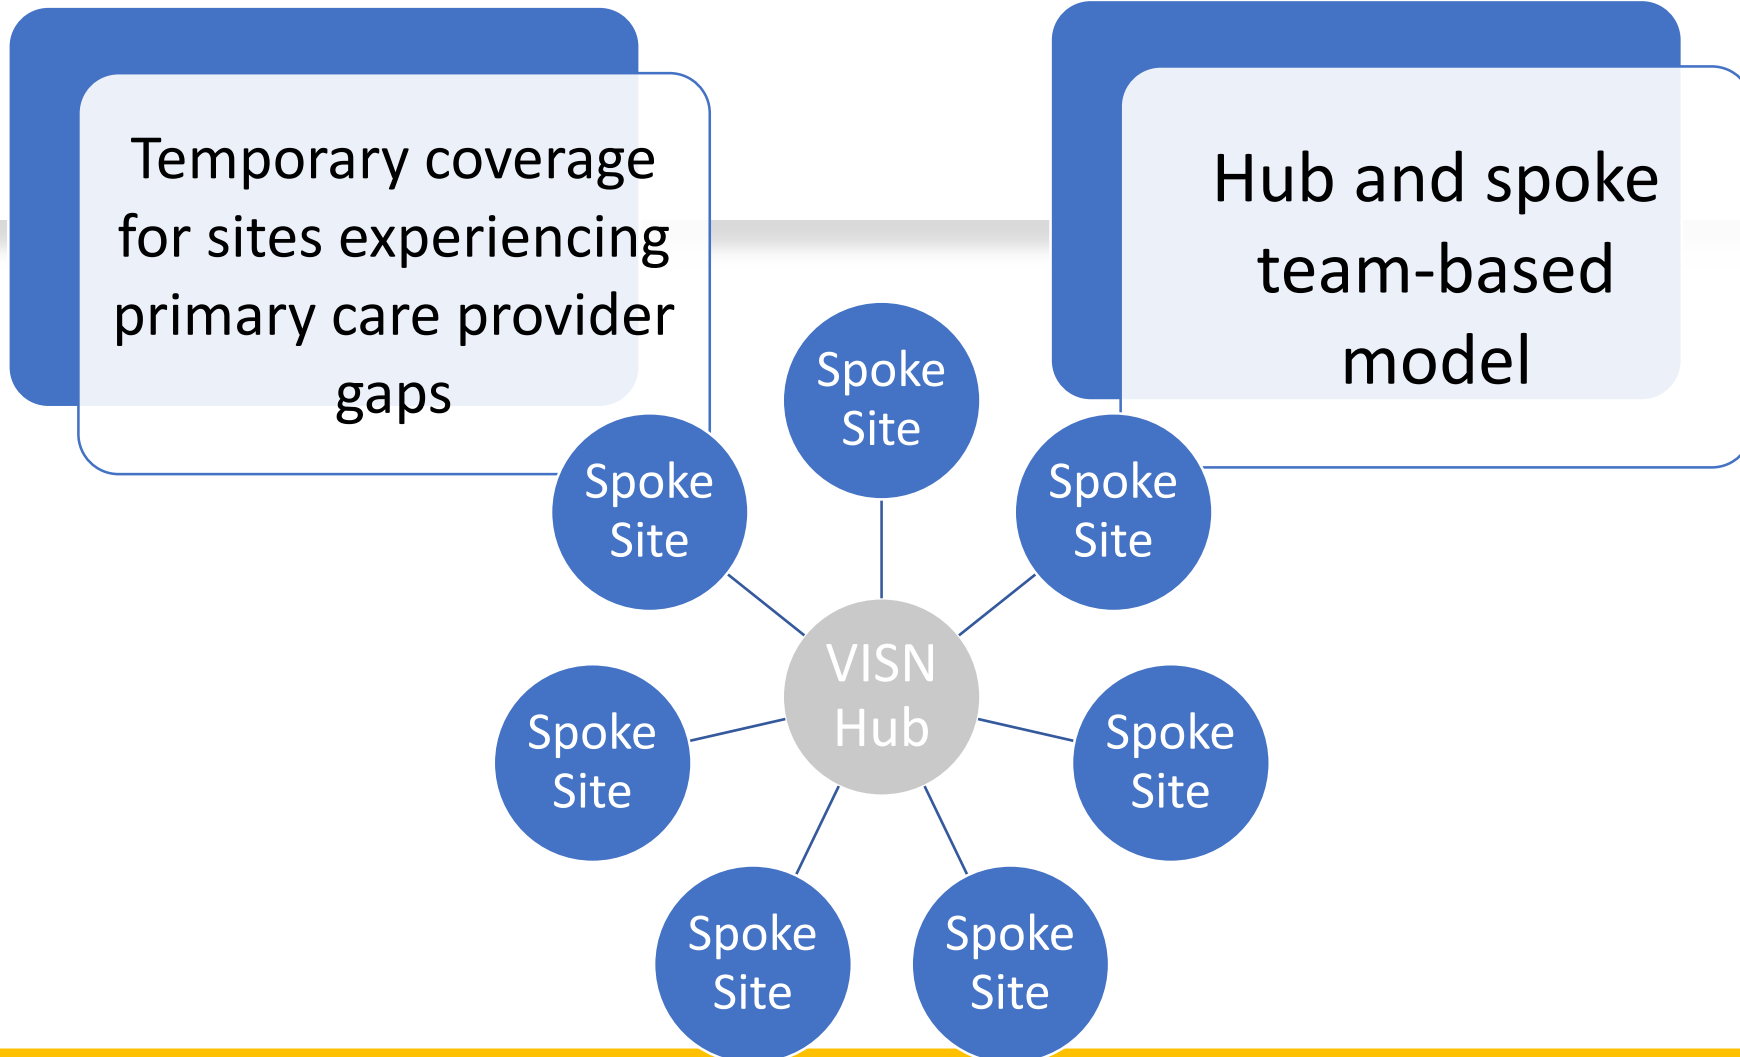 Temporary coverage
for sites experiencing
primary care provider
gaps
Hub and spoke
team-based
model
Spoke
Site
Spoke
Site
Spoke
Site
VISN
Hub
Spoke
Site
Spoke
Site
Spoke
Site
Spoke
Site